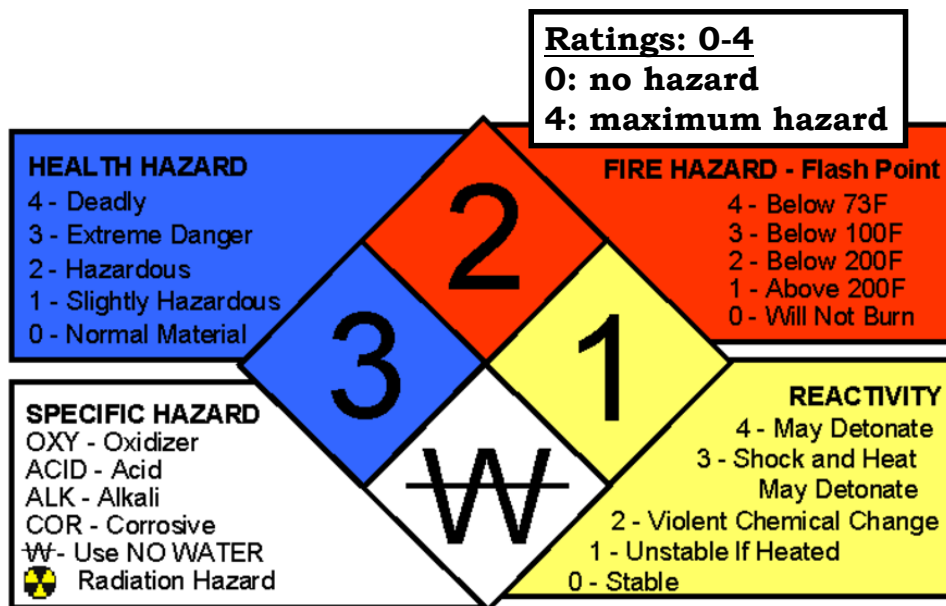 Ratings: 0-4
0: no hazard
4: maximum hazard
HEALTH HAZARD
4 - Deadly
3 - Extreme Danger
2 - Hazardous
1 - Slightly Hazardous
0 - Normal Material
FIRE HAZARD - Flash Point
4 - Below 73F
3 - Below 100F
2 - Below 200F
1 - Above 200F
0 - Will Not Burn
2
3
1
W
SPECIFIC HAZARD
OXY - Oxidizer
ACID - Acid
ALK - Alkali
COR - Corrosive
W - Use NO WATER
Radiation Hazard
REACTIVITY
4 - May Detonate
3 - Shock and Heat
May Detonate
2 - Violent Chemical Change
1 - Unstable If Heated
0 - Stable